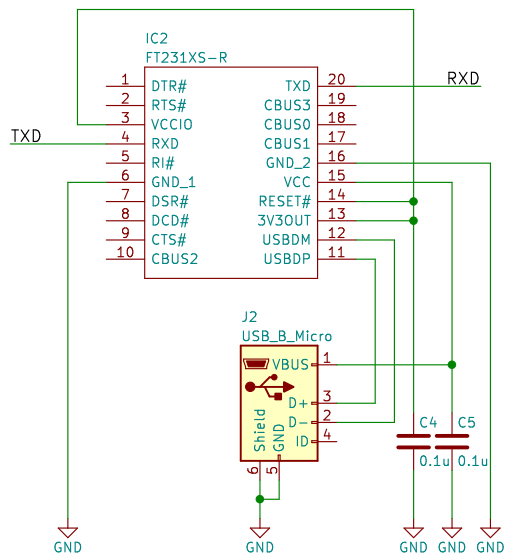 IC2
FT231XS-R
1 DTR# TXD 20 RXD
2 RTS# CBUS3 19
3 VCCIO CBUS0 18
TXD 4 RXD CBUS1 17
5 RI# GND_2 16
6 GND_1 VCC 15
7 DSR# RESET# 14
8 DCD# 3V3OUT 13
9 CTS# USBDM 12
10 CBUS2 USBDP 11
J2
USB_B_Micro
VBUS 1
D+ 3
D- 2
ID 4
Shield
GND
6
5
C4 C5
0.1u 0.1u
GND GND GND GND GND